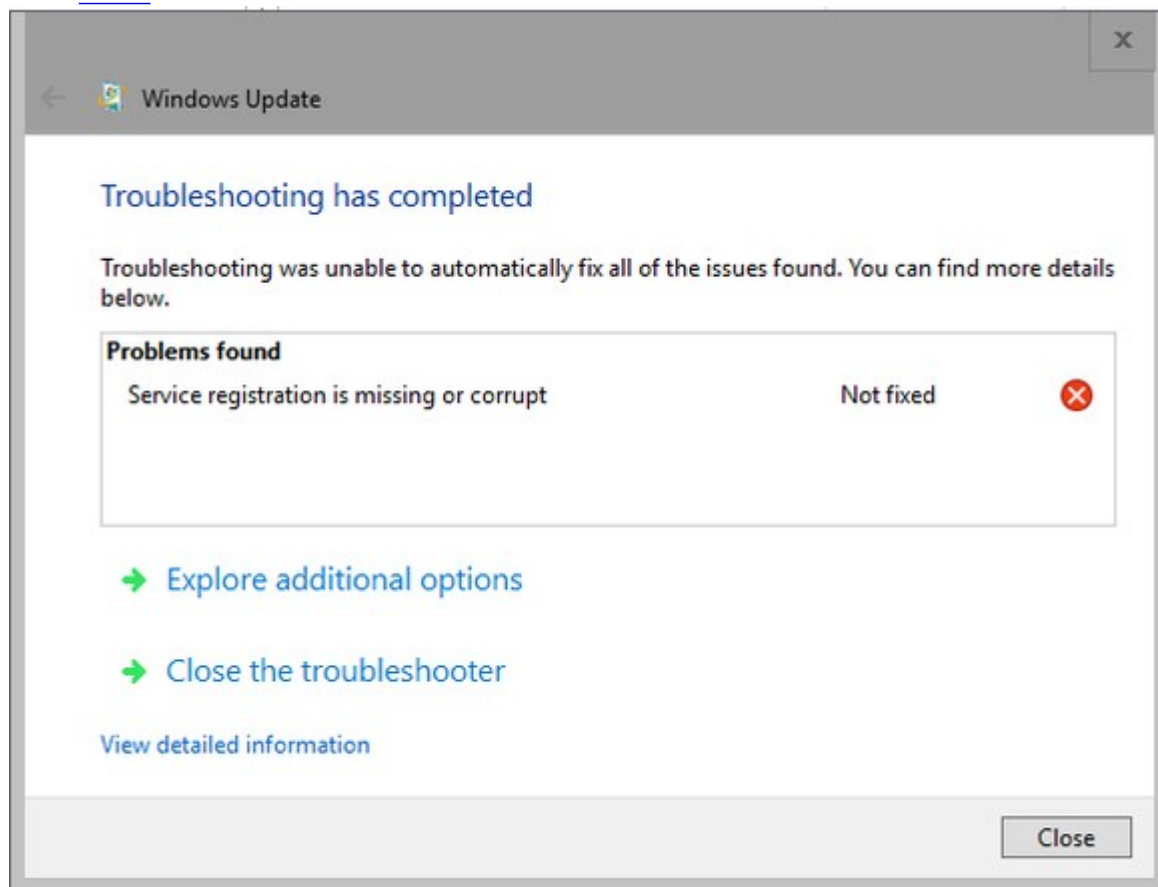 x
Windows Update
Troubleshooting has completed
Troubleshooting was unable to automatically fix all of the issues found. You can find more details
below.
Problems found
Service registration is missing or corrupt Not fixed
Explore additional options
Close the troubleshooter
View detailed information
Close